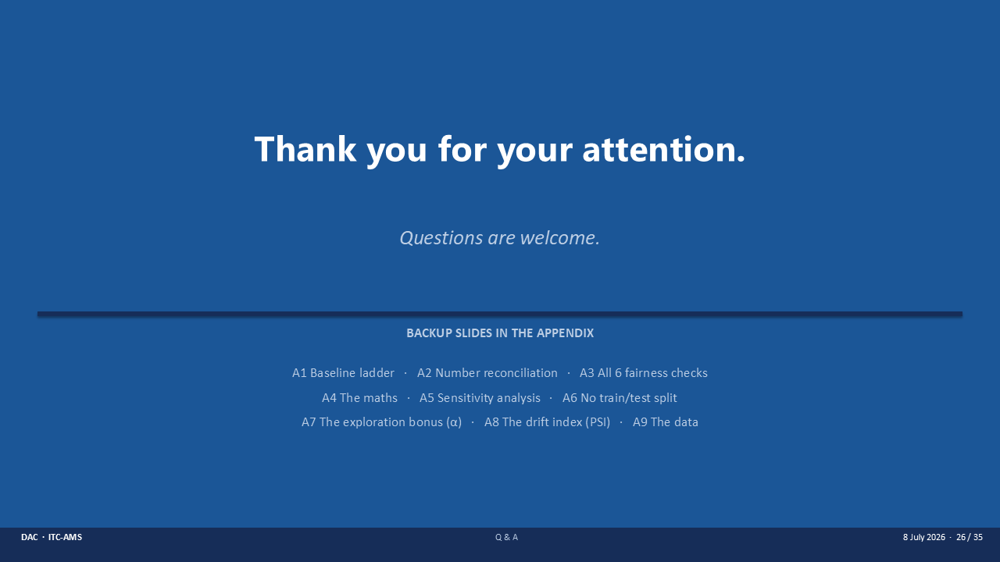 Thank you for your attention.
Questions are welcome.
BACKUP SLIDES IN THE APPENDIX
A1 Baseline ladder · A2 Number reconciliation · A3 All 6 fairness checks
A4 The maths · A5 Sensitivity analysis · A6 No train/test split
A7 The exploration bonus (α) · A8 The drift index (PSI) · A9 The data
DAC · ITC-AMS
Q & A
8 July 2026 · 26 / 35